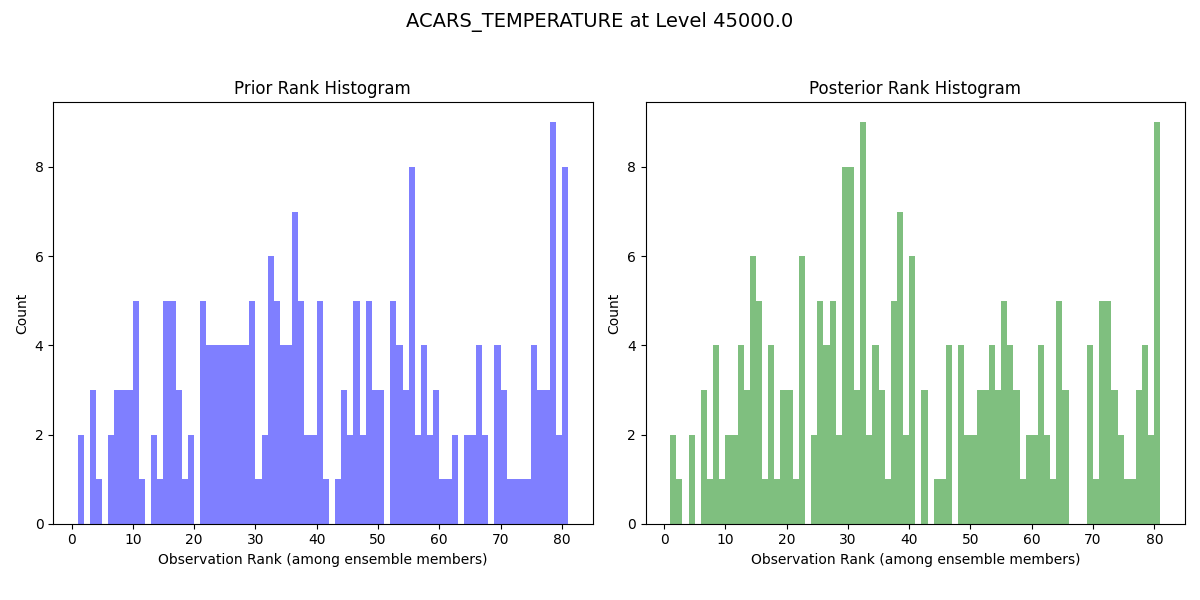 ACARS_TEMPERATURE at Level 45000.0
Prior Rank Histogram
Count
8
6
4
2
0
0 10 20 30 40 50 60 70 80
Observation Rank (among ensemble members)
Posterior Rank Histogram
Count
8
6
4
2
0
0 10 20 30 40 50 60 70 80
Observation Rank (among ensemble members)